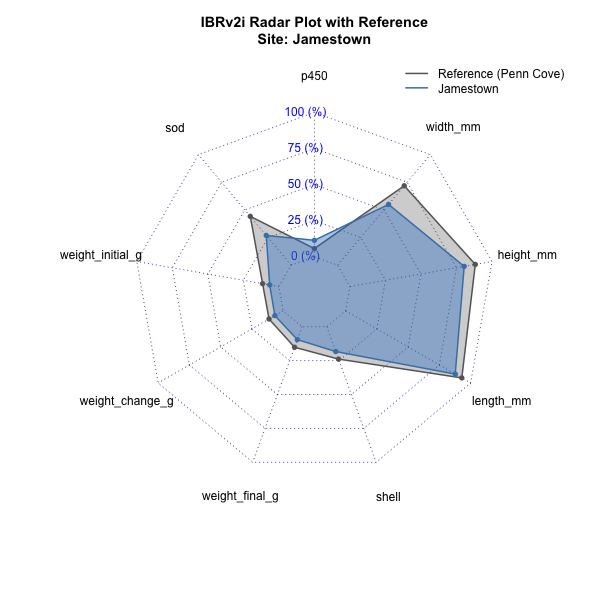 IBRv2i Radar Plot with Reference
Site: Jamestown
Reference (Penn Cove)
Jamestown
p450
sod
width_mm
100 (%)
75 (%)
50 (%)
25 (%)
0 (%)
weight_initial_g
height_mm
weight_change_g
length_mm
weight_final_g
shell